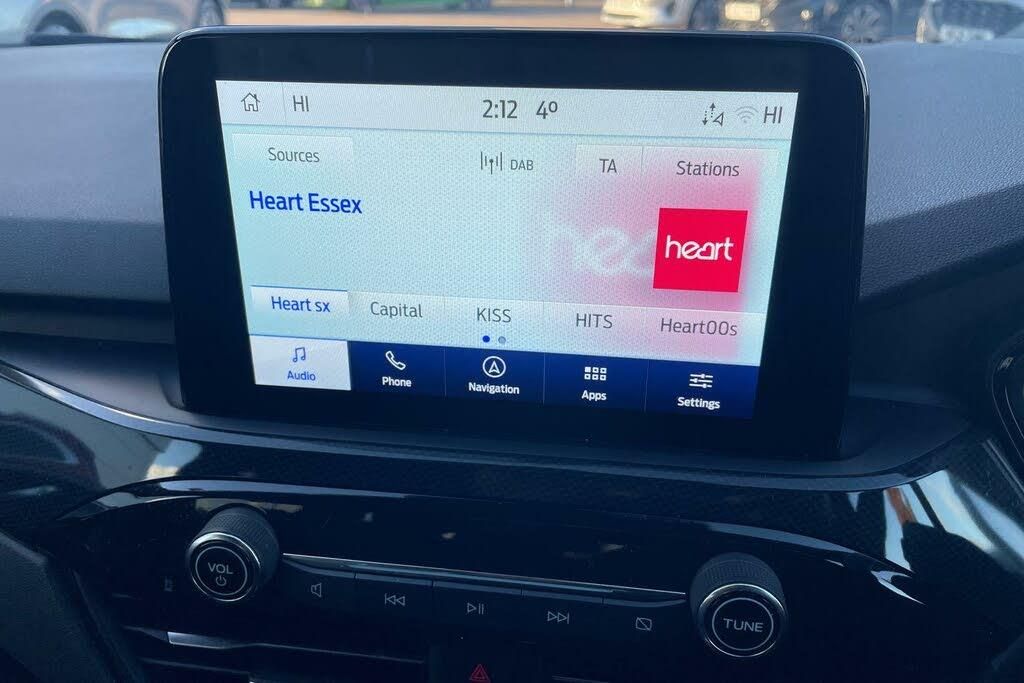 HI 2:12 4° HI
Sources DAB TA Stations
Heart Essex
heart
Heart sx Capital KISS HITS Heart00s
Audio Phone Navigation Apps Settings
VOL
TUNE